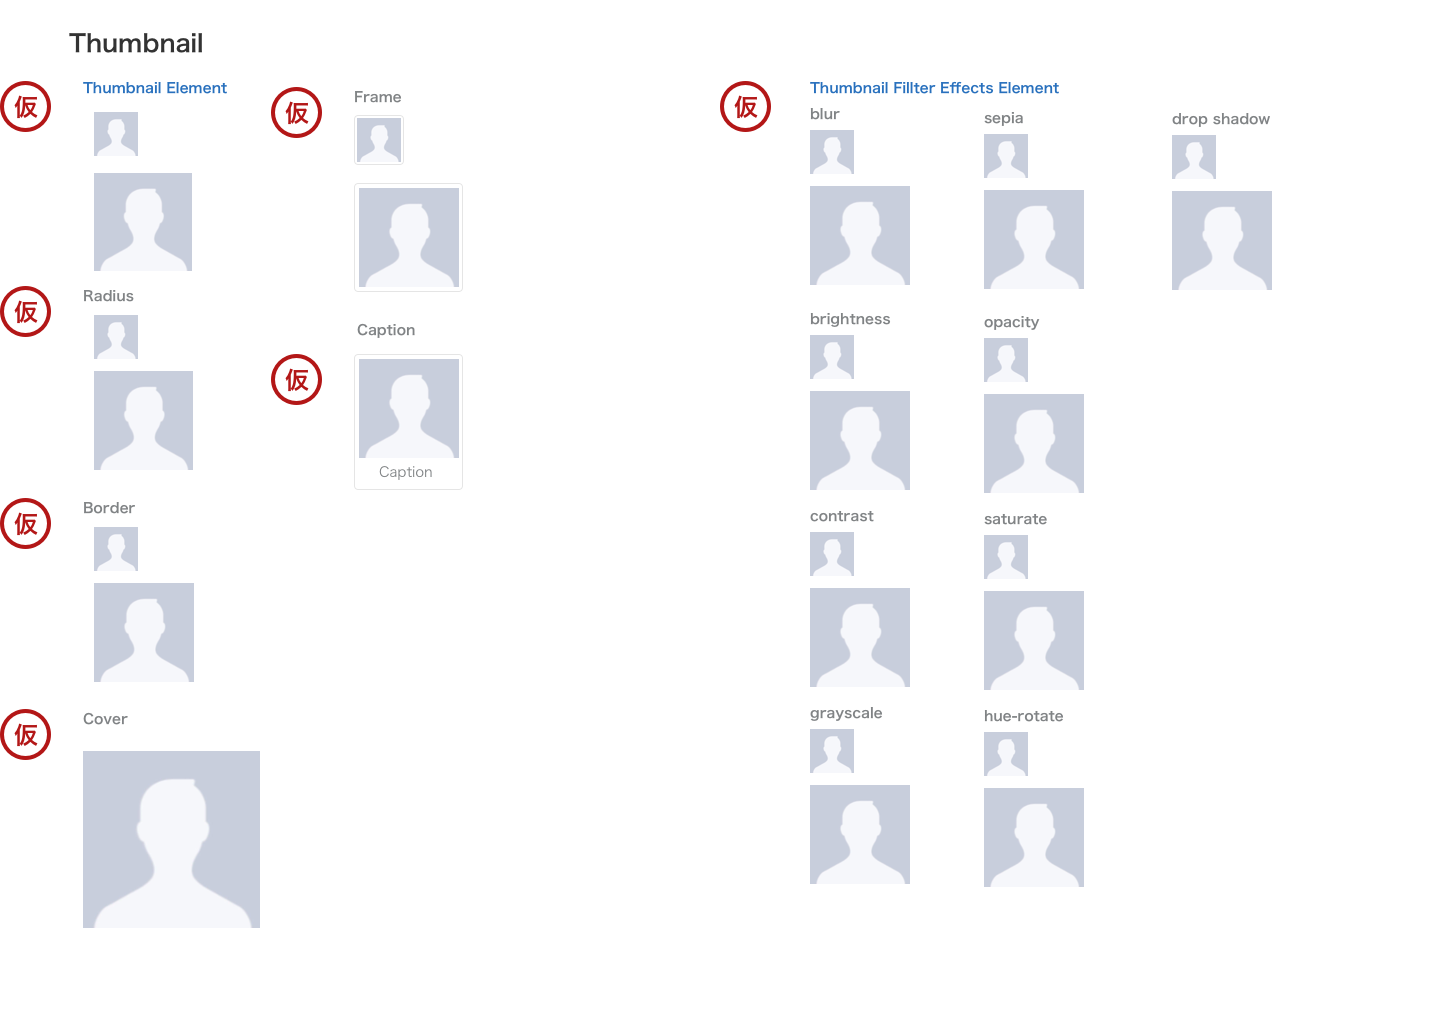 Thumbnail
仮
Thumbnail Element
仮
Radius
仮
Border
仮
Cover
仮
Frame
仮
Caption
Caption
仮
Thumbnail Fillter Effects Element
blur
sepia
drop shadow
brightness
opacity
contrast
saturate
grayscale
hue-rotate